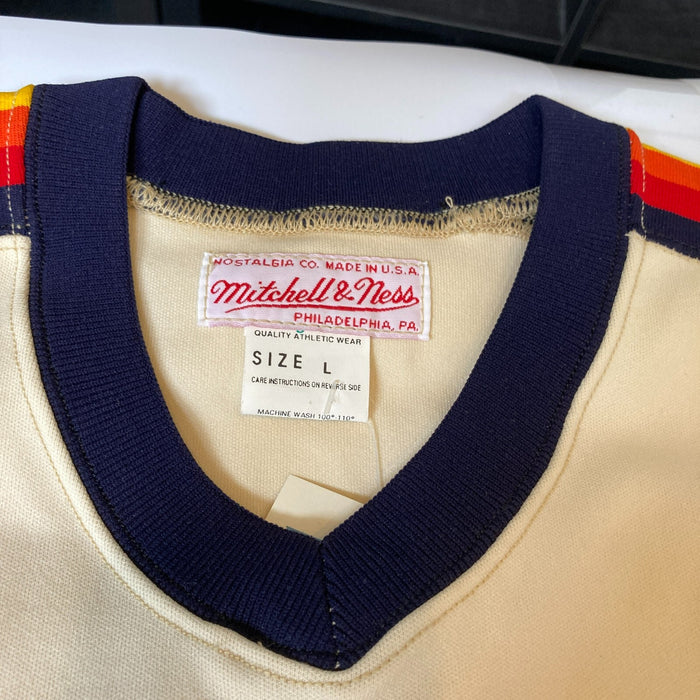 NOSTALGIA CO. MADE IN U.S.A.
Mitchell & Ness
PHILADELPHIA, PA.
QUALITY ATHLETIC WEAR
SIZE L
CARE INSTRUCTIONS ON REVERSE SIDE
MACHINE WASH 100°-110°